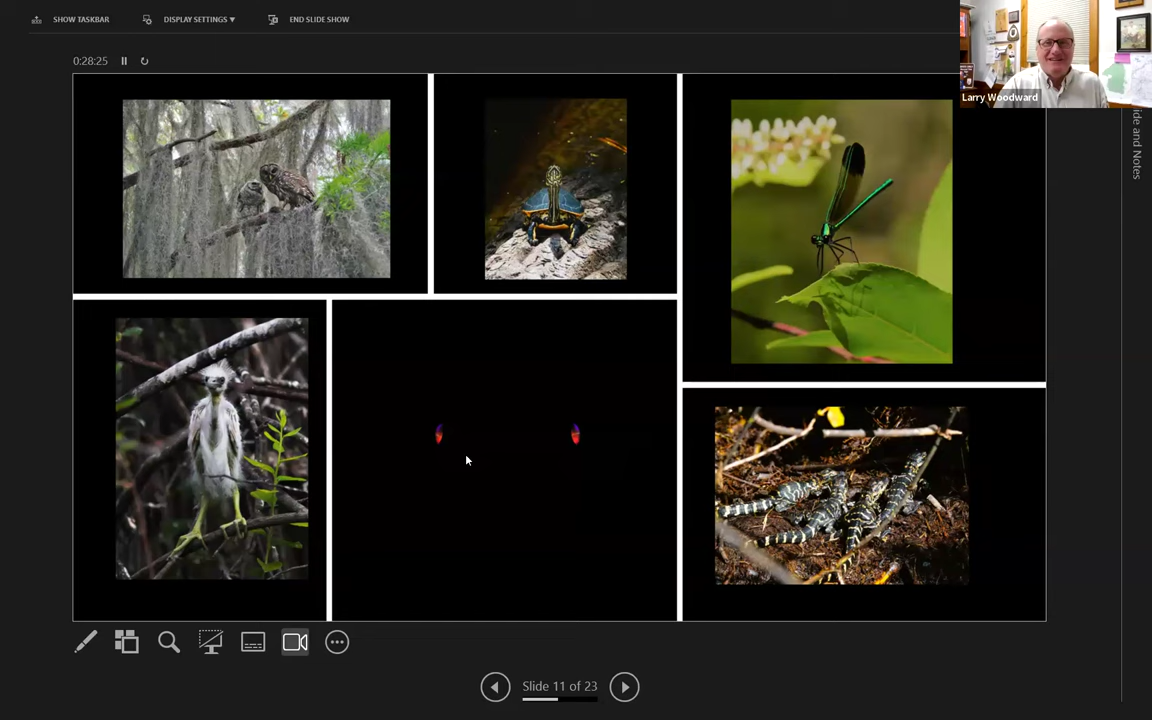 SHOW TASKBAR
DISPLAY SETTINGS ▼
END SLIDE SHOW
0:28:25
Larry Woodward
ide and Notes
Slide 11 of 23